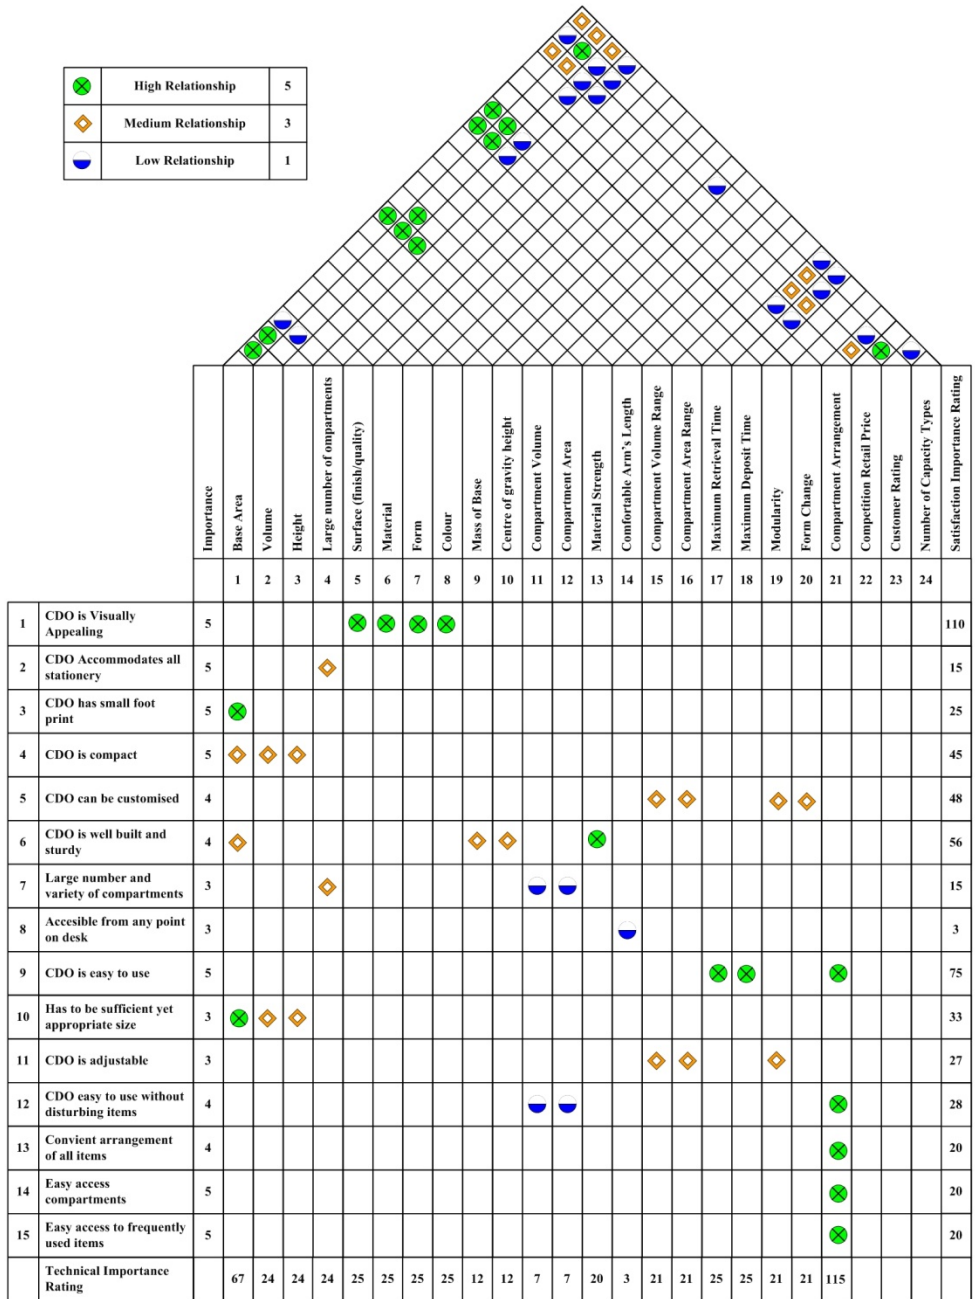 High Relationship 5
Medium Relationship 3
Low Relationship 1
Importance
Base Area
Volume
Height
Large number of ompartments
Surface (finish/quality)
Material
Form
Colour
Mass of Base
Centre of gravity height
Compartment Volume
Compartment Area
Material Strength
Comfortable Arm's Length
Compartment Volume Range
Compartment Area Range
Maximum Retrieval Time
Maximum Deposit Time
Modularity
Form Change
Compartment Arrangement
Competition Retail Price
Customer Rating
Number of Capacity Types
Satisfaction Importance Rating
1 2 3 4 5 6 7 8 9 10 11 12 13 14 15 16 17 18 19 20 21 22 23 24
1 CDO is Visually 5 110
Appealing
2 CDO Accommodates all 5 15
stationery
3 CDO has small foot 5 25
print
4 CDO is compact 5 45
5 CDO can be customised 4 48
6 CDO is well built and 4 56
sturdy
7 Large number and 3 15
variety of compartments
8 Accesible from any point 3 3
on desk
9 CDO is easy to use 5 75
10 Has to be sufficient yet 3 33
appropriate size
11 CDO is adjustable 3 27
12 CDO easy to use without 4 28
disturbing items
13 Convient arrangement 4 20
of all items
14 Easy access 5 20
compartments
15 Easy access to frequently 5 20
used items
Technical Importance 67 24 24 24 25 25 25 25 12 12 7 7 20 3 21 21 25 25 21 21 115
Rating